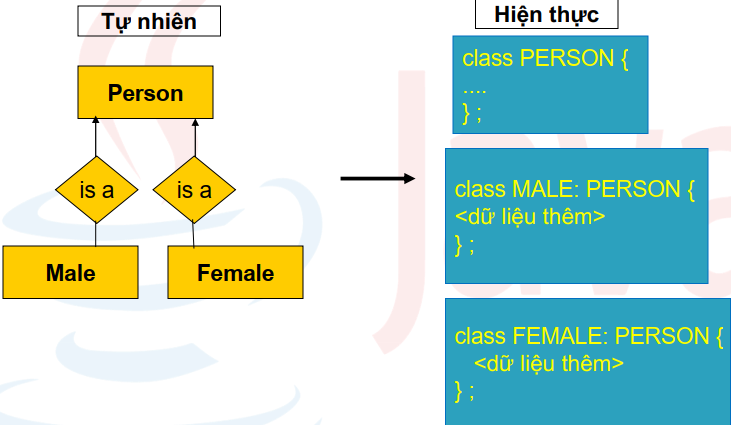 Tự nhiên
Person
is a
is a
Male
Female
Hiện thực
class PERSON {
....
} ;
class MALE: PERSON {
<dữ liệu thêm>
} ;
class FEMALE: PERSON {
<dữ liệu thêm>
} ;
Java